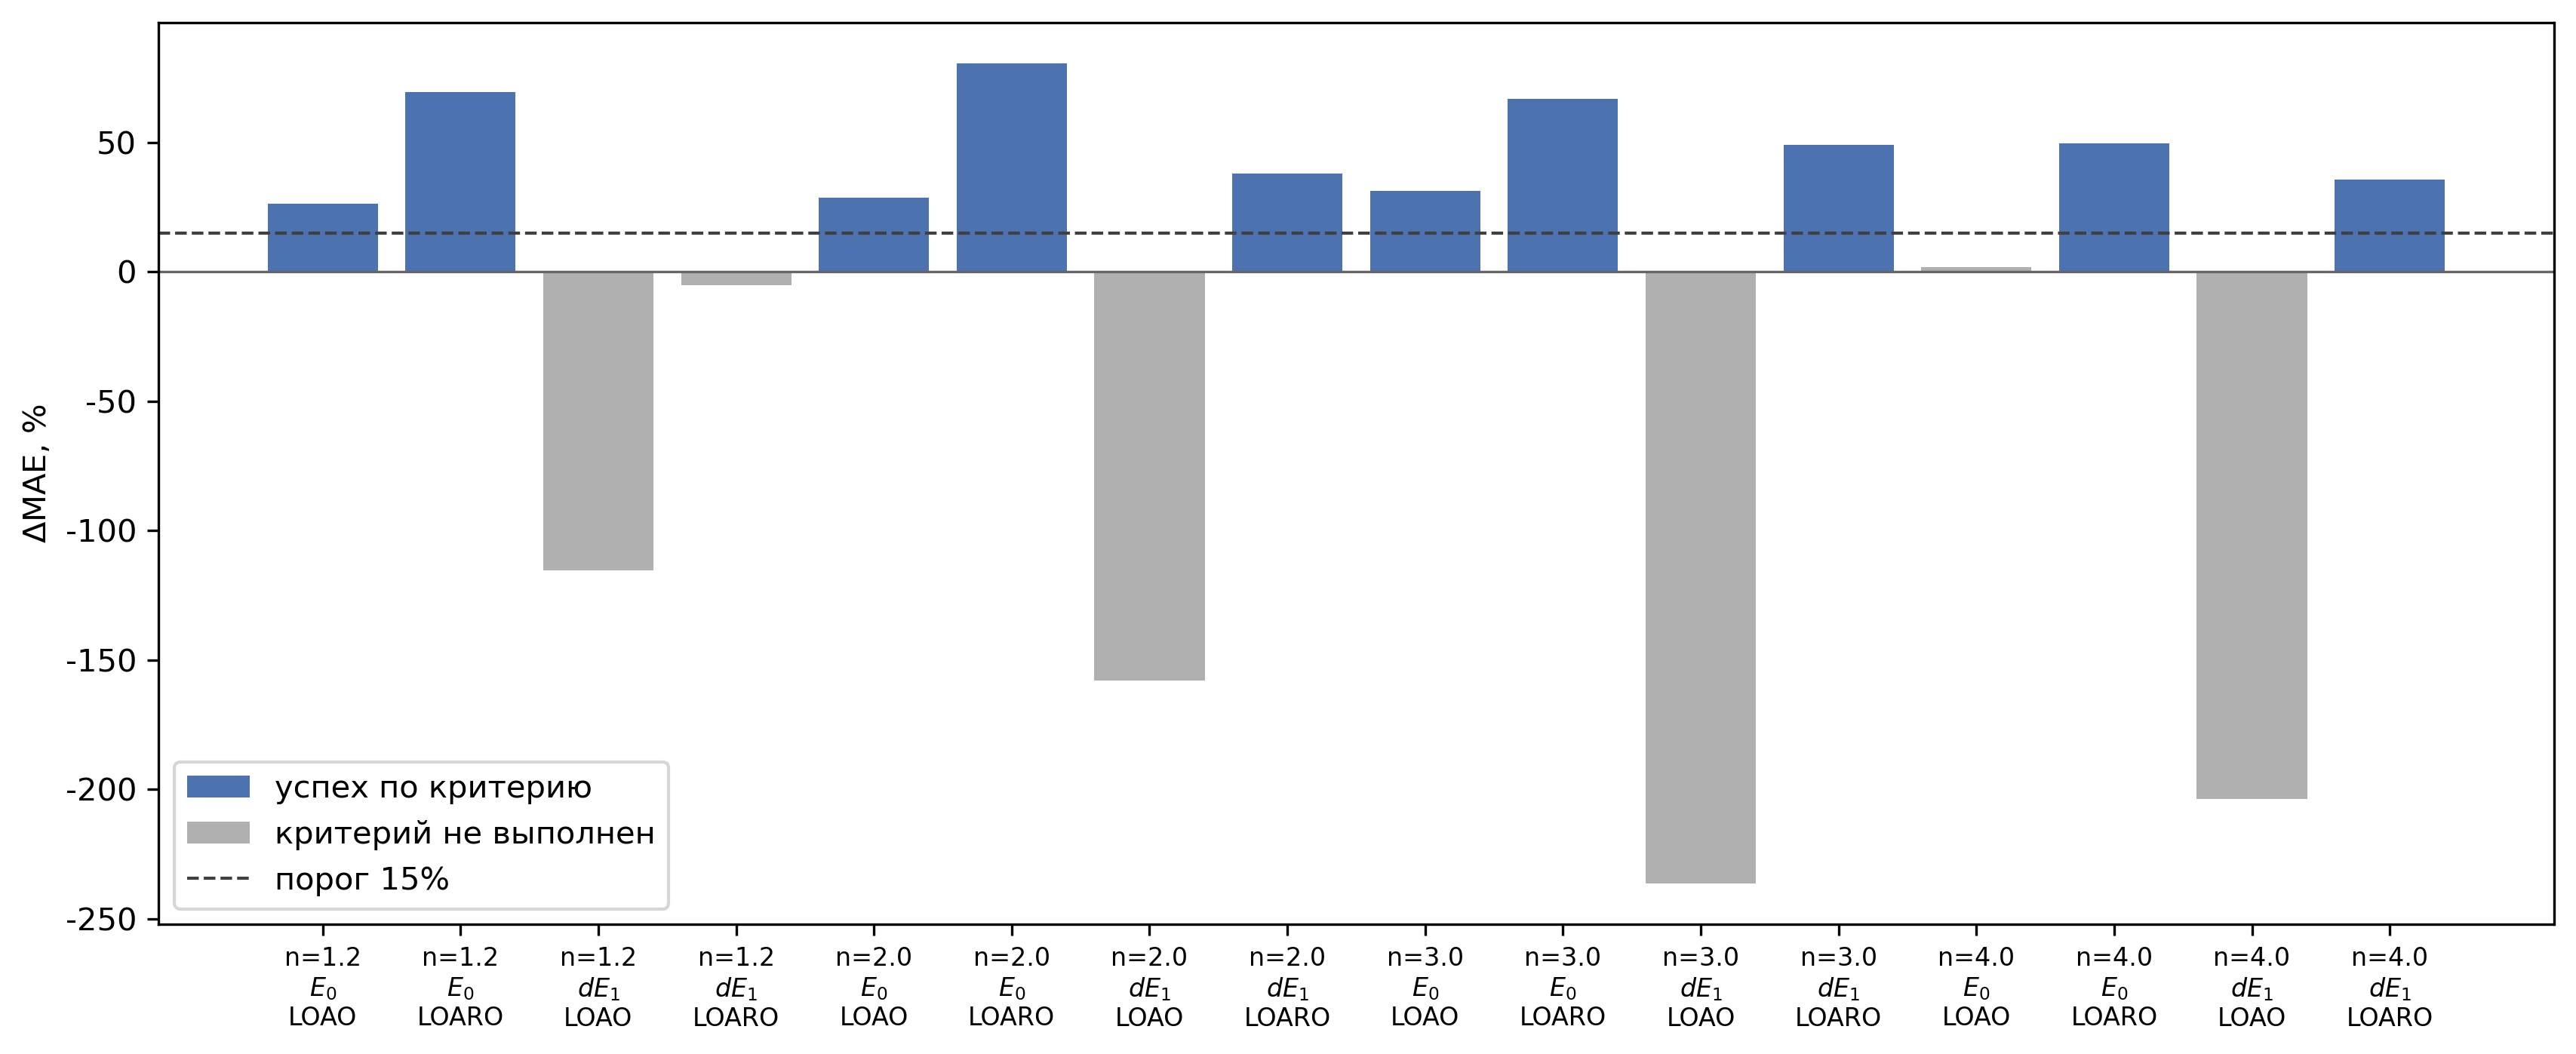 ΔMAE, %
50
0
-50
-100
-150
-200
-250
успех по критерию
критерий не выполнен
порог 15%
n=1.2 n=1.2 n=1.2 n=1.2 n=2.0 n=2.0 n=2.0 n=2.0 n=3.0 n=3.0 n=3.0 n=3.0 n=4.0 n=4.0 n=4.0 n=4.0
E₀ E₀ dE₁ dE₁ E₀ E₀ dE₁ dE₁ E₀ E₀ dE₁ dE₁ E₀ E₀ dE₁ dE₁
LOAO LOARO LOAO LOARO LOAO LOARO LOAO LOARO LOAO LOARO LOAO LOARO LOAO LOARO LOAO LOARO